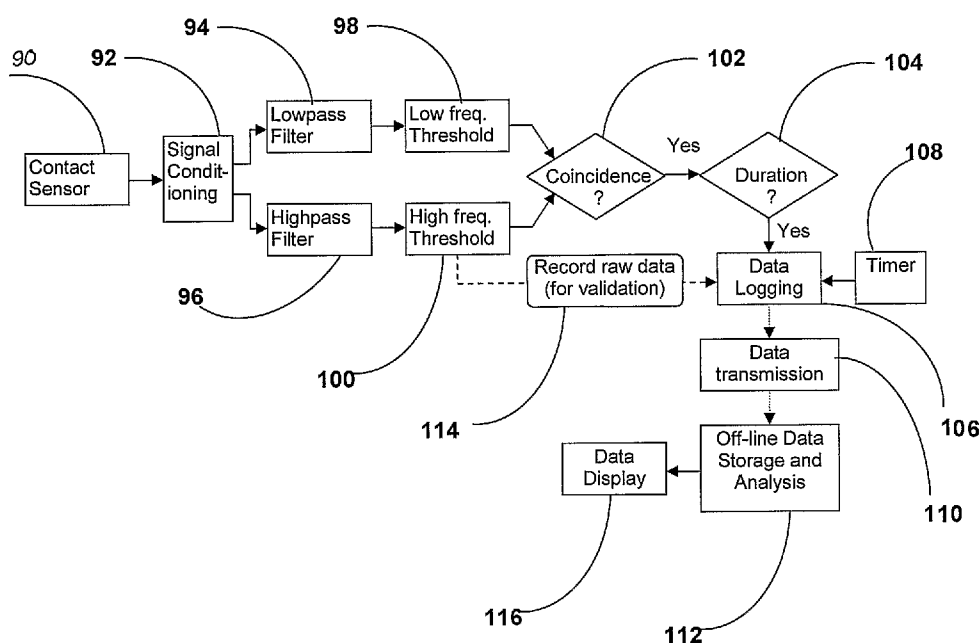 90
92
94
98
102
104
108
Lowpass
Filter
Low freq.
Threshold
Contact
Sensor
Signal
Condit-
ioning
Coincidence
?
Yes
Duration
?
Yes
Highpass
Filter
High freq.
Threshold
Record raw data
(for validation)
Data
Logging
Timer
96
100
114
Data
transmission
106
Data
Display
Off-line Data
Storage and
Analysis
110
116
112